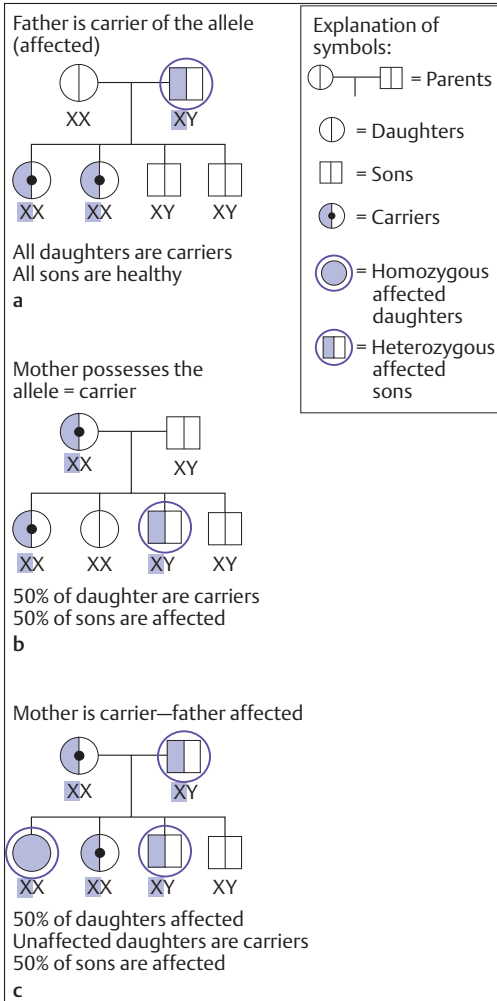 Father is carrier of the allele
(affected)
XX
XY
XX
XX
XY
XY
All daughters are carriers
All sons are healthy
a
Mother possesses the
allele = carrier
XX
XY
XX
XX
XY
XY
50% of daughter are carriers
50% of sons are affected
b
Mother is carrier—father affected
XX
XY
XX
XX
XY
XY
50% of daughters affected
Unaffected daughters are carriers
50% of sons are affected
c
Explanation of
symbols:
= Parents
= Daughters
= Sons
= Carriers
= Homozygous
affected
daughters
= Heterozygous
affected
sons